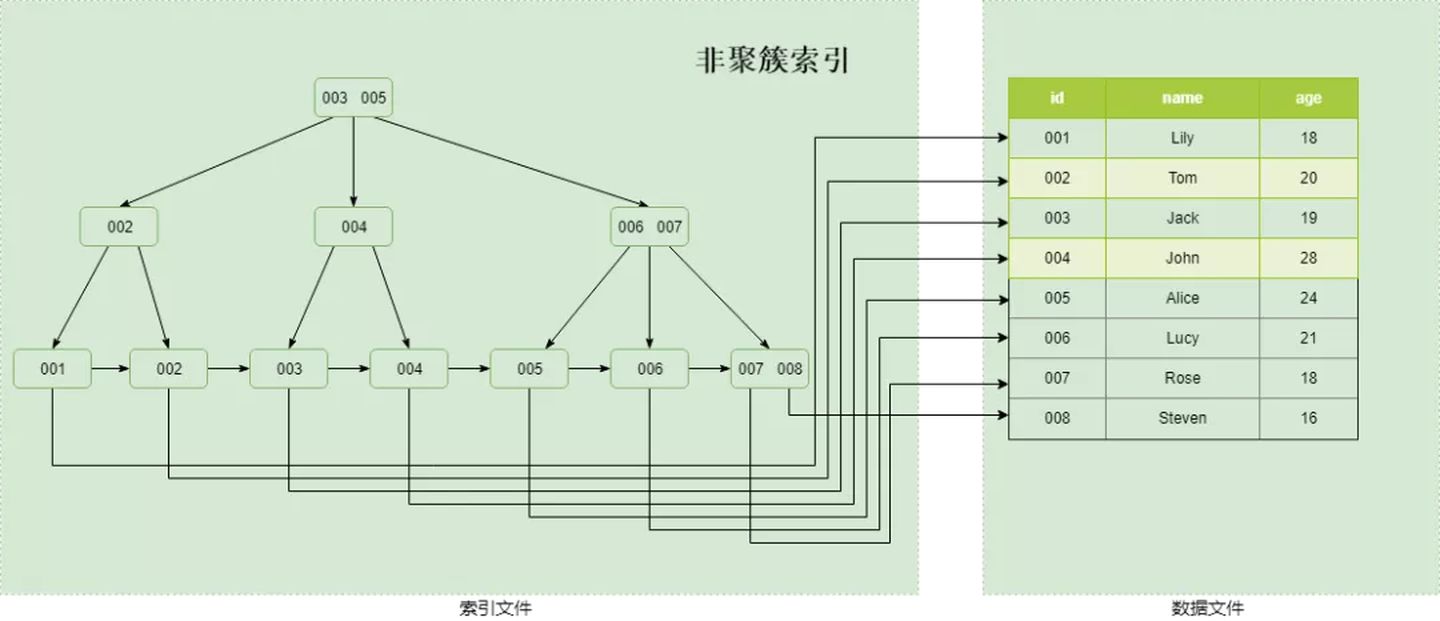 非聚簇索引
003 005
002
004
006 007
001
002
003
004
005
006
007 008
id name age
001 Lily 18
002 Tom 20
003 Jack 19
004 John 28
005 Alice 24
006 Lucy 21
007 Rose 18
008 Steven 16
索引文件
数据文件